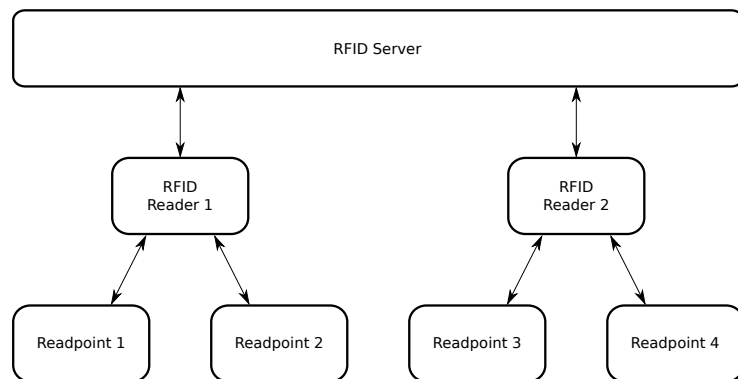 RFID Server
RFID
Reader 1
RFID
Reader 2
Readpoint 1
Readpoint 2
Readpoint 3
Readpoint 4